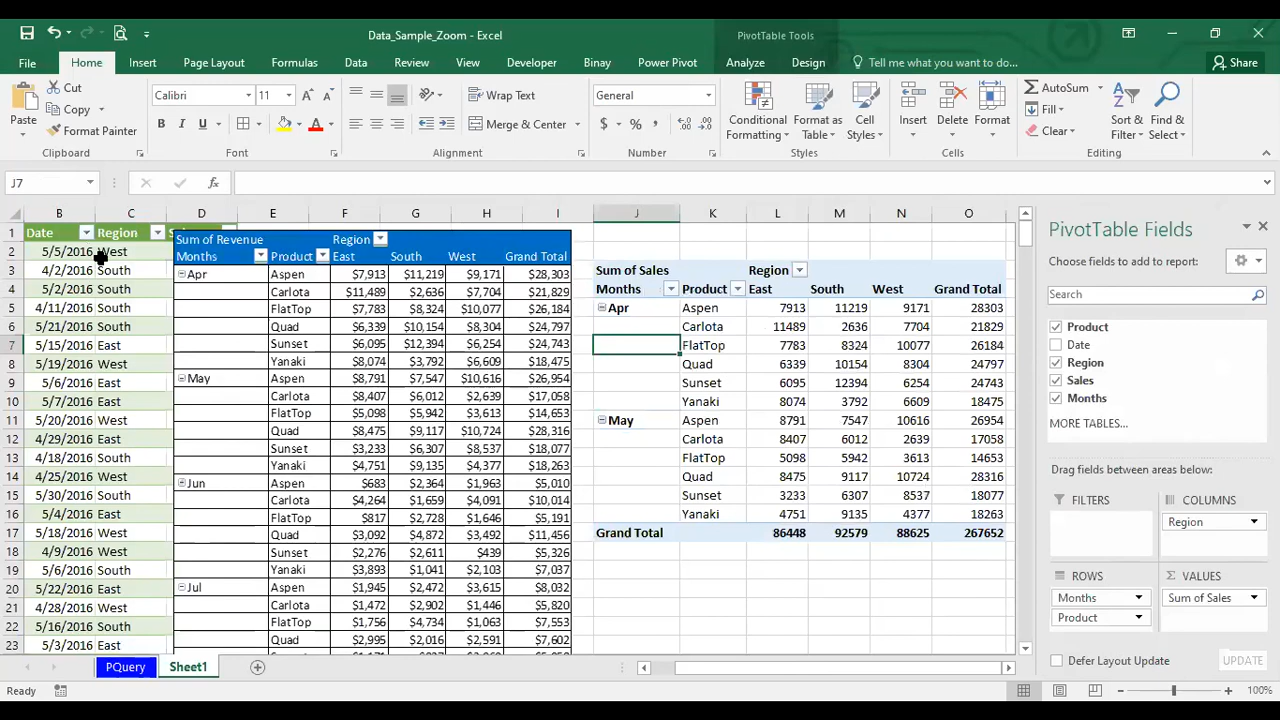 Data_Sample_Zoom - Excel
PivotTable Tools
File Home Insert Page Layout Formulas Data Review View Developer Binay Power Pivot Analyze Design Tell me what you want to do... Share
Paste Cut Copy Format Painter Clipboard
Calibri 11 B I U A Font
Wrap Text Merge & Center Alignment
General $ % , Number
Conditional Formatting Format as Table Cell Styles Styles
Insert Delete Format Cells
AutoSum Fill Clear Sort & Filter Find & Select Editing
J7 fx
B C D E F G H I J K L M N O
1 Date Region
2 5/5/2016 West
3 4/2/2016 South
4 5/2/2016 South
5 4/11/2016 South
6 5/21/2016 South
7 5/15/2016 East
8 5/19/2016 West
9 5/6/2016 East
10 5/7/2016 East
11 5/20/2016 West
12 4/29/2016 East
13 4/18/2016 South
14 4/25/2016 West
15 5/30/2016 South
16 5/4/2016 East
17 5/18/2016 West
18 4/9/2016 West
19 5/6/2016 South
20 5/22/2016 East
21 4/28/2016 West
22 5/16/2016 South
23 5/3/2016 East
Sum of Revenue Region
Months Product East South West Grand Total
Apr Aspen $7,913 $11,219 $9,171 $28,303
Carlota $11,489 $2,636 $7,704 $21,829
FlatTop $7,783 $8,324 $10,077 $26,184
Quad $6,339 $10,154 $8,304 $24,797
Sunset $6,095 $12,394 $6,254 $24,743
Yanaki $8,074 $3,792 $6,609 $18,475
May Aspen $8,791 $7,547 $10,616 $26,954
Carlota $8,407 $6,012 $2,639 $17,058
FlatTop $5,098 $5,942 $3,613 $14,653
Quad $8,475 $9,117 $10,724 $28,316
Sunset $3,233 $6,307 $8,537 $18,077
Yanaki $4,751 $9,135 $4,377 $18,263
Jun Aspen $683 $2,364 $1,963 $5,010
Carlota $4,264 $1,659 $4,091 $10,014
FlatTop $817 $2,728 $1,646 $5,191
Quad $3,092 $4,872 $3,492 $11,456
Sunset $2,276 $2,611 $439 $5,326
Yanaki $3,893 $1,041 $2,103 $7,037
Jul Aspen $1,945 $2,472 $3,615 $8,032
Carlota $1,472 $2,902 $1,446 $5,820
FlatTop $1,756 $4,734 $1,063 $7,553
Quad $2,995 $2,016 $2,591 $7,602
Sum of Sales Region
Months Product East South West Grand Total
Apr Aspen 7913 11219 9171 28303
Carlota 11489 2636 7704 21829
FlatTop 7783 8324 10077 26184
Quad 6339 10154 8304 24797
Sunset 6095 12394 6254 24743
Yanaki 8074 3792 6609 18475
May Aspen 8791 7547 10616 26954
Carlota 8407 6012 2639 17058
FlatTop 5098 5942 3613 14653
Quad 8475 9117 10724 28316
Sunset 3233 6307 8537 18077
Yanaki 4751 9135 4377 18263
Grand Total 86448 92579 88625 267652
PivotTable Fields
Choose fields to add to report:
Search
Product
Date
Region
Sales
Months
MORE TABLES...
Drag fields between areas below:
FILTERS COLUMNS
Region
ROWS Σ VALUES
Months Sum of Sales
Product
Defer Layout Update UPDATE
PQuery Sheet1
Ready 100%